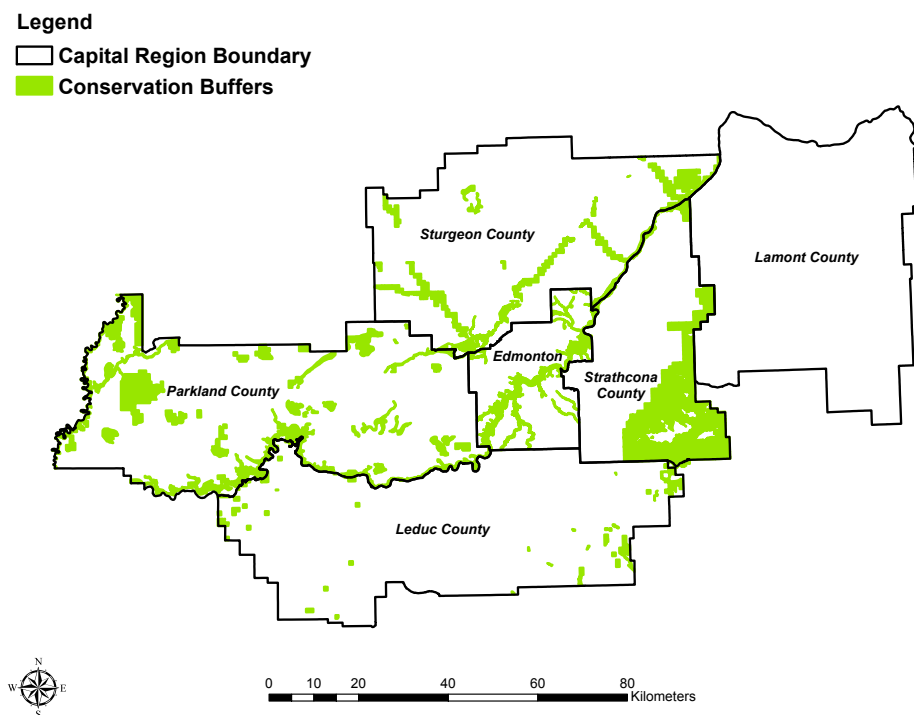 Legend
Capital Region Boundary
Conservation Buffers
Sturgeon County
Lamont County
Edmonton
Parkland County
Strathcona
County
Leduc County
N
W E
S
0 10 20 40 60 80
Kilometers